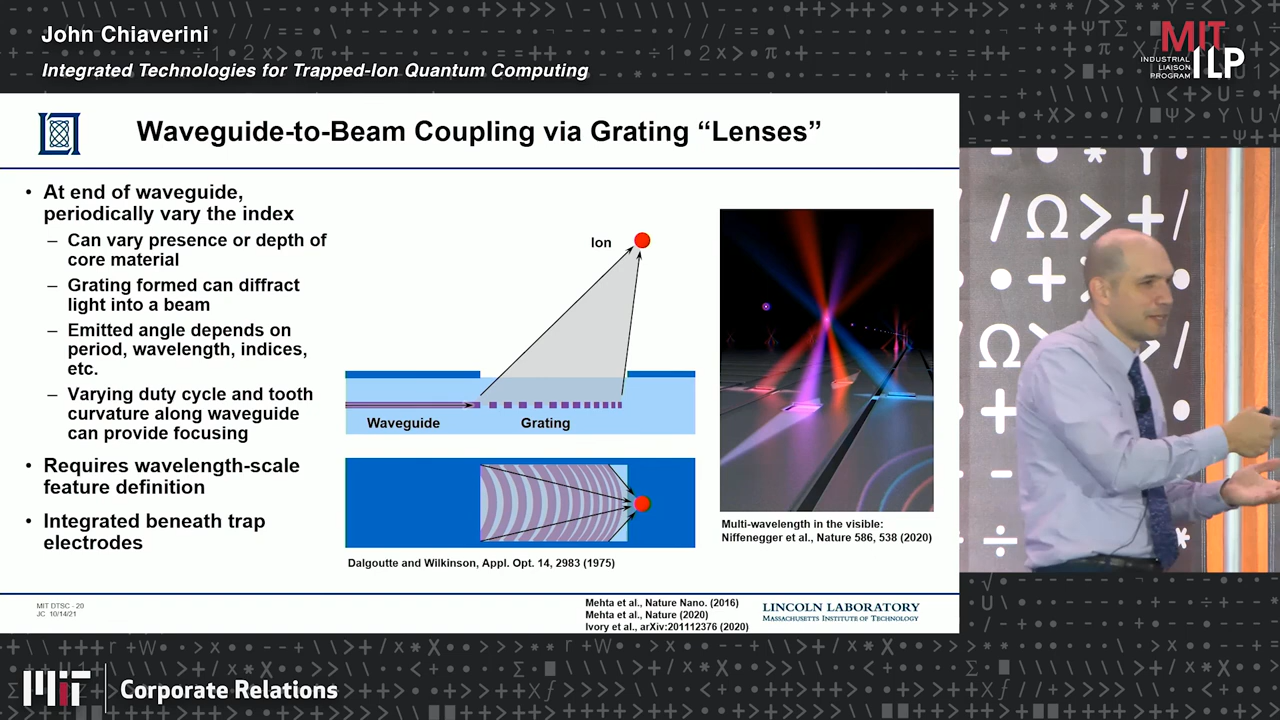 John Chiaverini
Integrated Technologies for Trapped-Ion Quantum Computing
MIT
ILP
INDUSTRIAL
LIAISON
PROGRAM
Waveguide-to-Beam Coupling via Grating “Lenses”
• At end of waveguide,
periodically vary the index
– Can vary presence or depth of
core material
– Grating formed can diffract
light into a beam
– Emitted angle depends on
period, wavelength, indices,
etc.
– Varying duty cycle and tooth
curvature along waveguide
can provide focusing
• Requires wavelength-scale
feature definition
• Integrated beneath trap
electrodes
Ion
Waveguide
Grating
Dalgoutte and Wilkinson, Appl. Opt. 14, 2983 (1975)
Multi-wavelength in the visible:
Niffenegger et al., Nature 586, 538 (2020)
MIT DTSC - 20
JC 10/14/21
Mehta et al., Nature Nano. (2016)
Mehta et al., Nature (2020)
Ivory et al., arXiv:201112376 (2020)
LINCOLN LABORATORY
MASSACHUSETTS INSTITUTE OF TECHNOLOGY
MIT
Corporate Relations